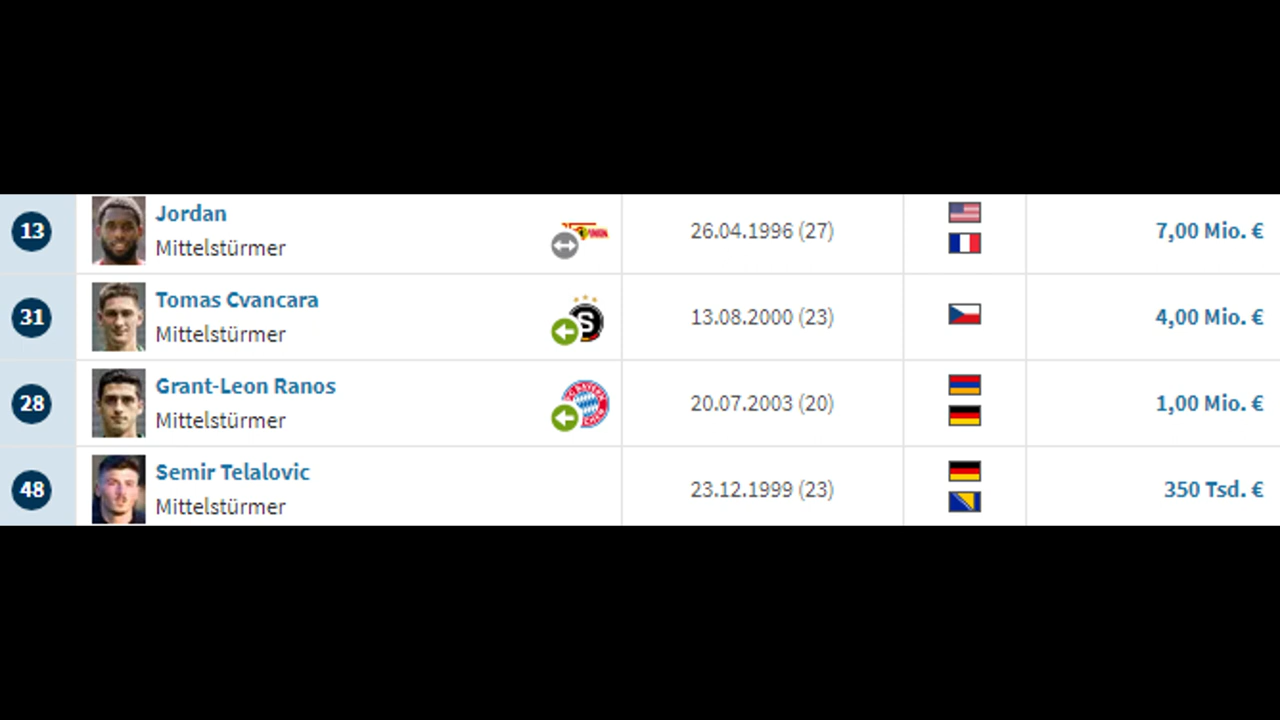 13
Jordan
Mittelstürmer
26.04.1996 (27)
7,00 Mio. €
31
Tomas Cvancara
Mittelstürmer
S
13.08.2000 (23)
4,00 Mio. €
28
Grant-Leon Ranos
Mittelstürmer
20.07.2003 (20)
1,00 Mio. €
48
Semir Telalovic
Mittelstürmer
23.12.1999 (23)
350 Tsd. €